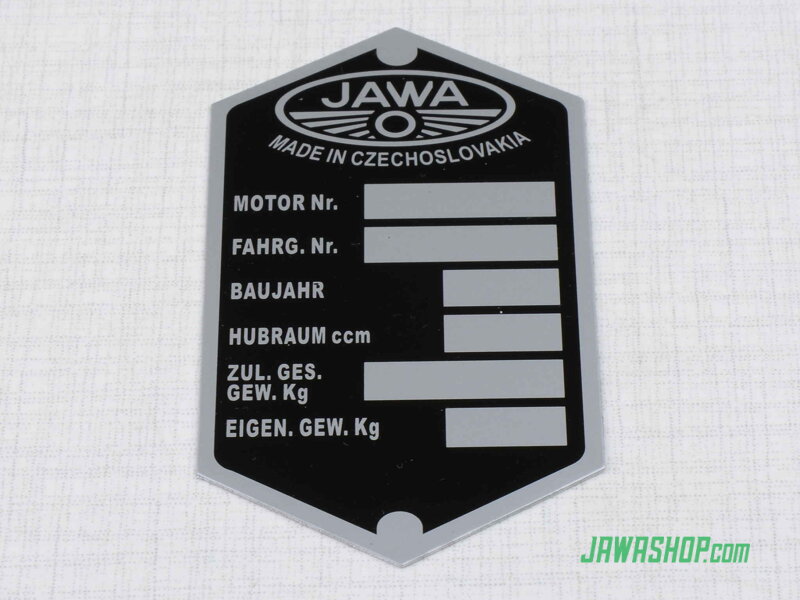 JAWA
MADE IN CZECHOSLOVAKIA
MOTOR Nr.
FAHRG. Nr.
BAUJAHR
HUBRAUM ccm
ZUL. GES.
GEW. Kg
EIGEN. GEW. Kg
JAWASHOP.com